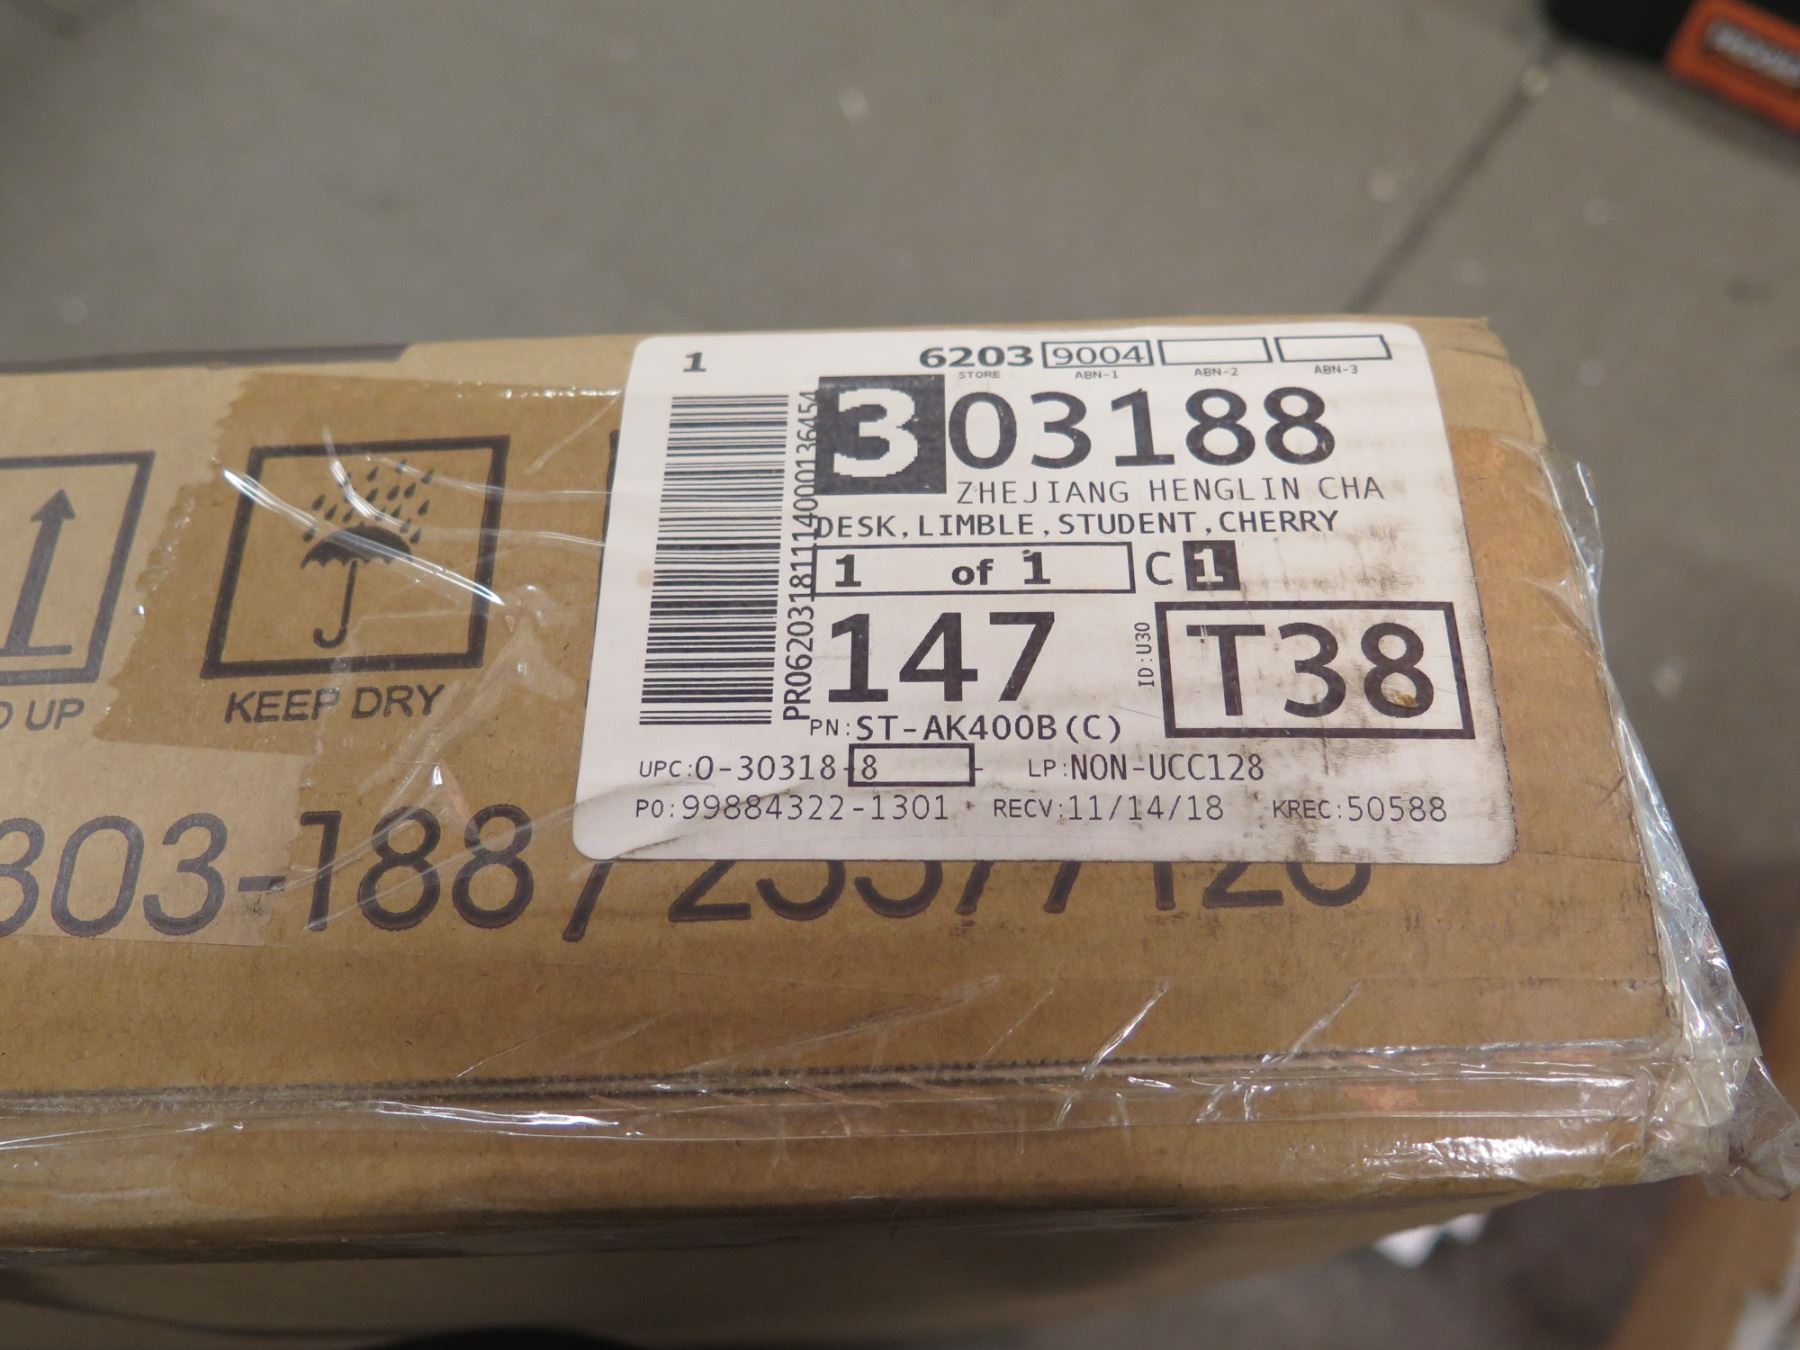 1 6203 9004
STORE ABN-1 ABN-2 ABN-3
303188
ZHEJIANG HENGLIN CHA
DESK,LIMBLE,STUDENT,CHERRY
1 of 1 C 1
147 ID:U30 T38
PN:ST-AK400B(C)
UPC:0-30318-8 - LP:NON-UCC128
PO:99884322-1301 RECV:11/14/18 KREC:50588
PRO6203181114000136454
UP
KEEP DRY
303-188 /